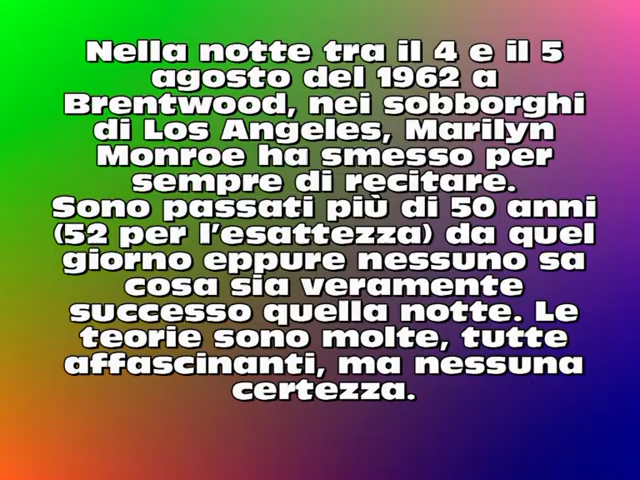 Nella notte tra il 4 e il 5
agosto del 1962 a
Brentwood, nei sobborghi
di Los Angeles, Marilyn
Monroe ha smesso per
sempre di recitare.
Sono passati più di 50 anni
(52 per l'esattezza) da quel
giorno eppure nessuno sa
cosa sia veramente
successo quella notte. Le
teorie sono molte, tutte
affascinanti, ma nessuna
certezza.